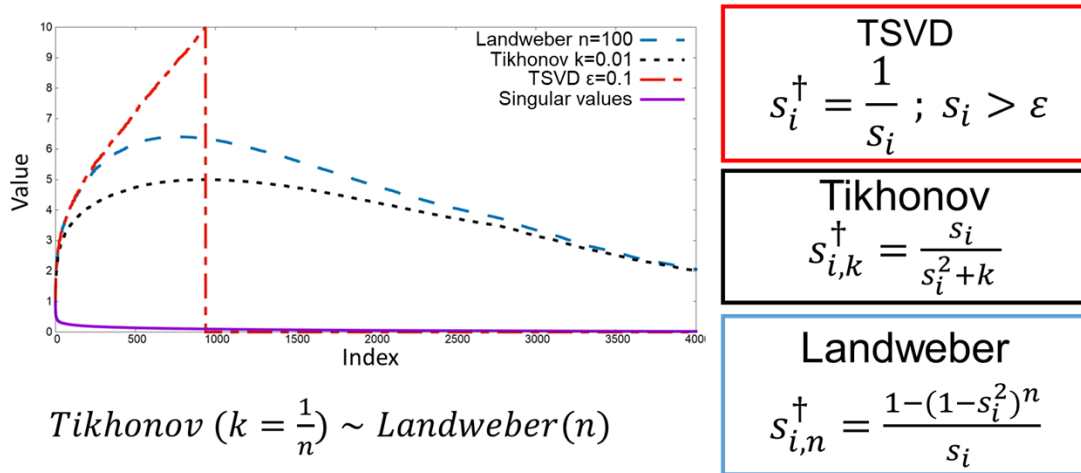 10
9
8
7
6
5
4
3
2
1
0
Value
0 500 1000 1500 2000 2500 3000 3500 4000
Index
Landweber n=100
Tikhonov k=0.01
TSVD ε=0.1
Singular values
Tikhonov (k = 1/n) ~ Landweber(n)
TSVD
s_i^† = 1/s_i ; s_i > ε
Tikhonov
s_{i,k}^† = s_i/(s_i^2+k)
Landweber
s_{i,n}^† = (1-(1-s_i^2)^n)/s_i